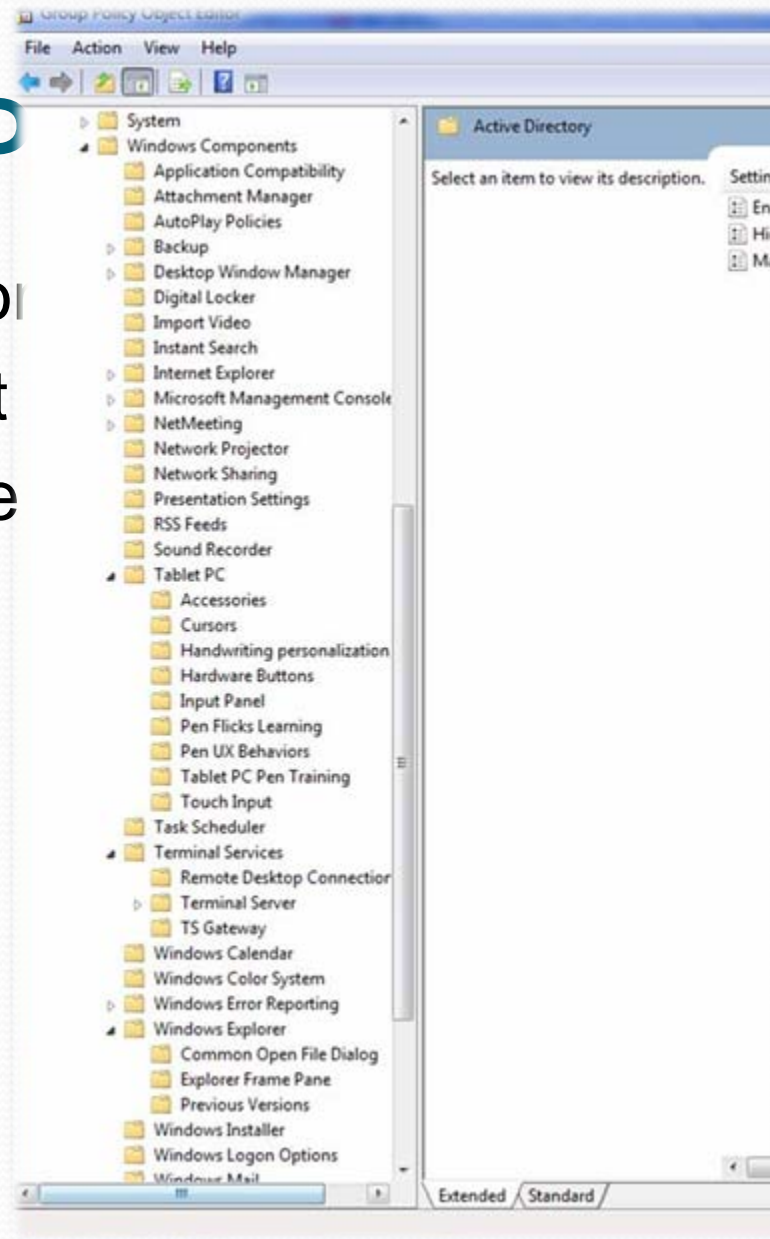 Group Policy Object Editor
File Action View Help
System
Windows Components
Application Compatibility
Attachment Manager
AutoPlay Policies
Backup
Desktop Window Manager
Digital Locker
Import Video
Instant Search
Internet Explorer
Microsoft Management Console
NetMeeting
Network Projector
Network Sharing
Presentation Settings
RSS Feeds
Sound Recorder
Tablet PC
Accessories
Cursors
Handwriting personalization
Hardware Buttons
Input Panel
Pen Flicks Learning
Pen UX Behaviors
Tablet PC Pen Training
Touch Input
Task Scheduler
Terminal Services
Remote Desktop Connection
Terminal Server
TS Gateway
Windows Calendar
Windows Color System
Windows Error Reporting
Windows Explorer
Common Open File Dialog
Explorer Frame Pane
Previous Versions
Windows Installer
Windows Logon Options
Windows Mail
Active Directory
Select an item to view its description.
Extended Standard